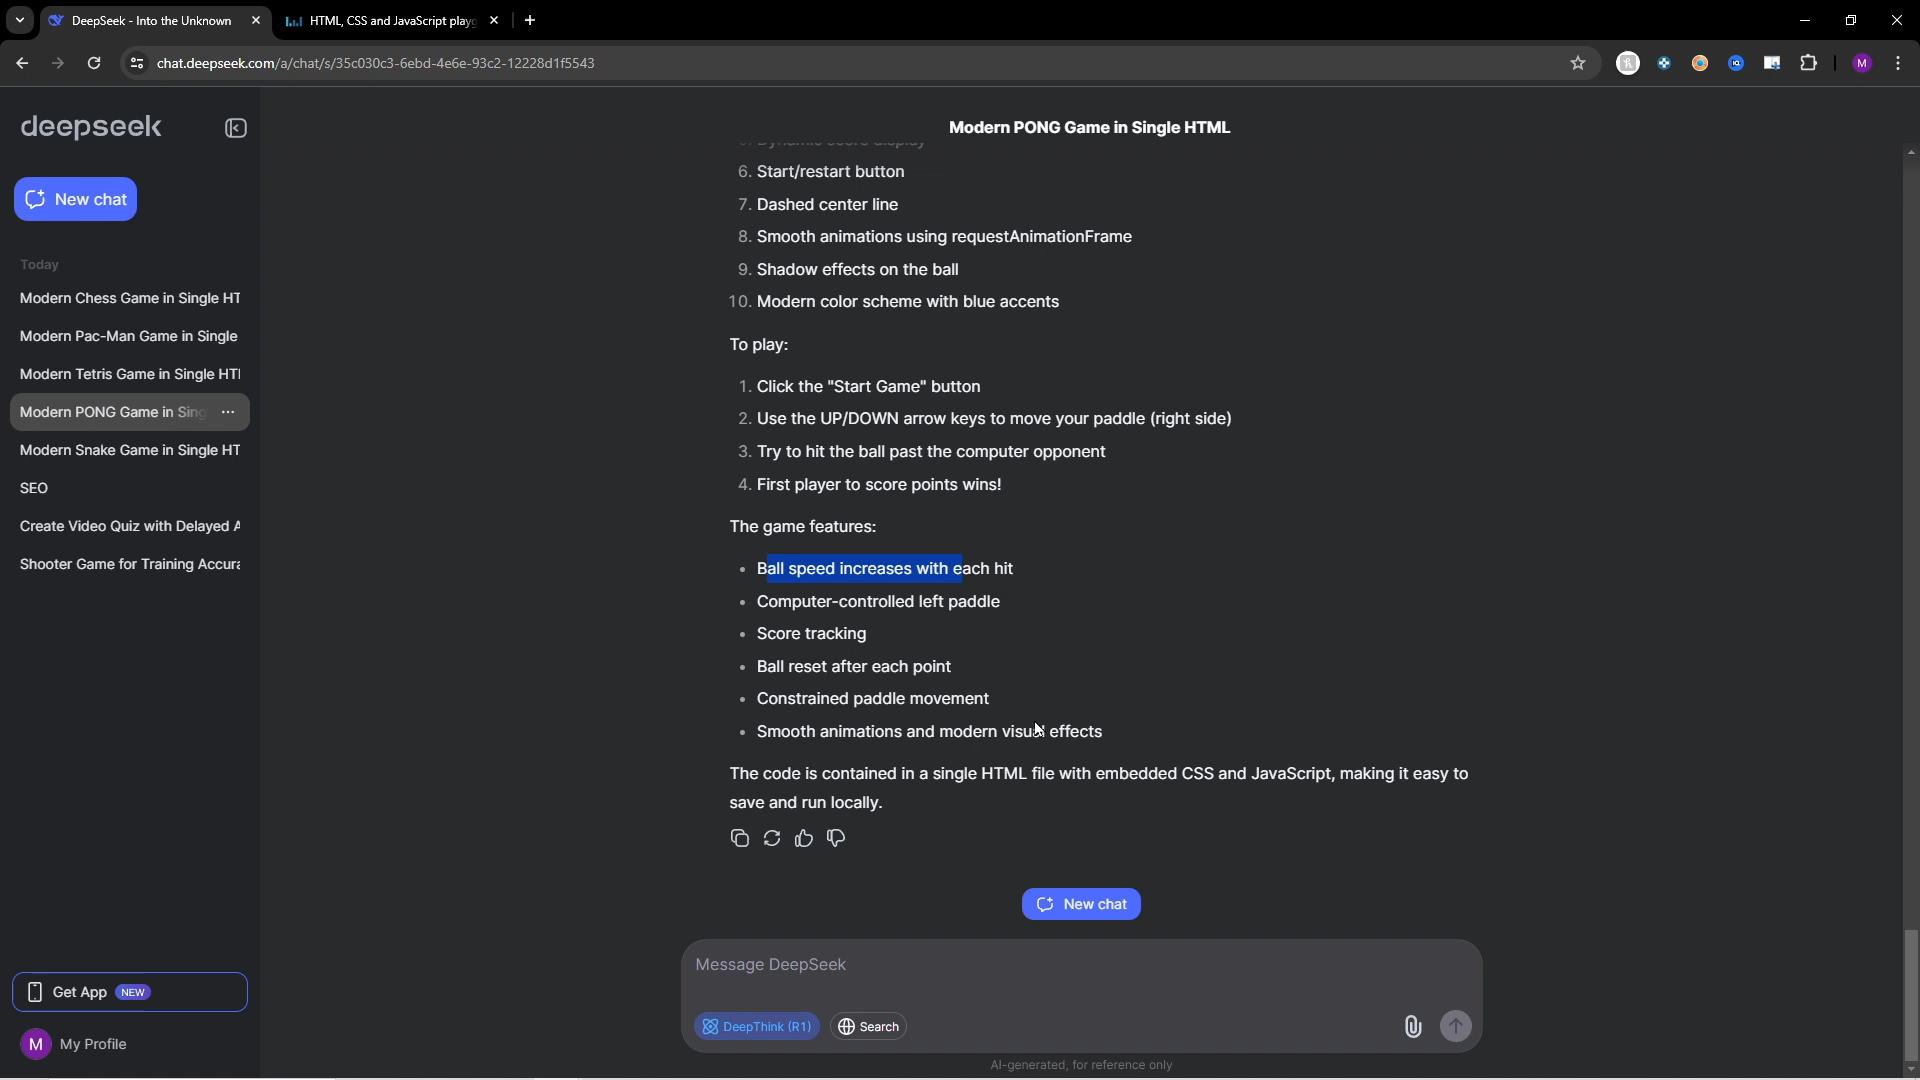 DeepSeek - Into the Unknown
HTML, CSS and JavaScript playg
chat.deepseek.com/a/chat/s/35c030c3-6ebd-4e6e-93c2-12228d1f5543
M
deepseek
New chat
Today
Modern Chess Game in Single HT
Modern Pac-Man Game in Single
Modern Tetris Game in Single HTI
Modern PONG Game in Sing
Modern Snake Game in Single HT
SEO
Create Video Quiz with Delayed A
Shooter Game for Training Accura
Get App NEW
M My Profile
Modern PONG Game in Single HTML
Dynamic score display
6. Start/restart button
7. Dashed center line
8. Smooth animations using requestAnimationFrame
9. Shadow effects on the ball
10. Modern color scheme with blue accents
To play:
1. Click the "Start Game" button
2. Use the UP/DOWN arrow keys to move your paddle (right side)
3. Try to hit the ball past the computer opponent
4. First player to score points wins!
The game features:
• Ball speed increases with each hit
• Computer-controlled left paddle
• Score tracking
• Ball reset after each point
• Constrained paddle movement
• Smooth animations and modern visual effects
The code is contained in a single HTML file with embedded CSS and JavaScript, making it easy to
save and run locally.
New chat
Message DeepSeek
DeepThink (R1) Search
AI-generated, for reference only